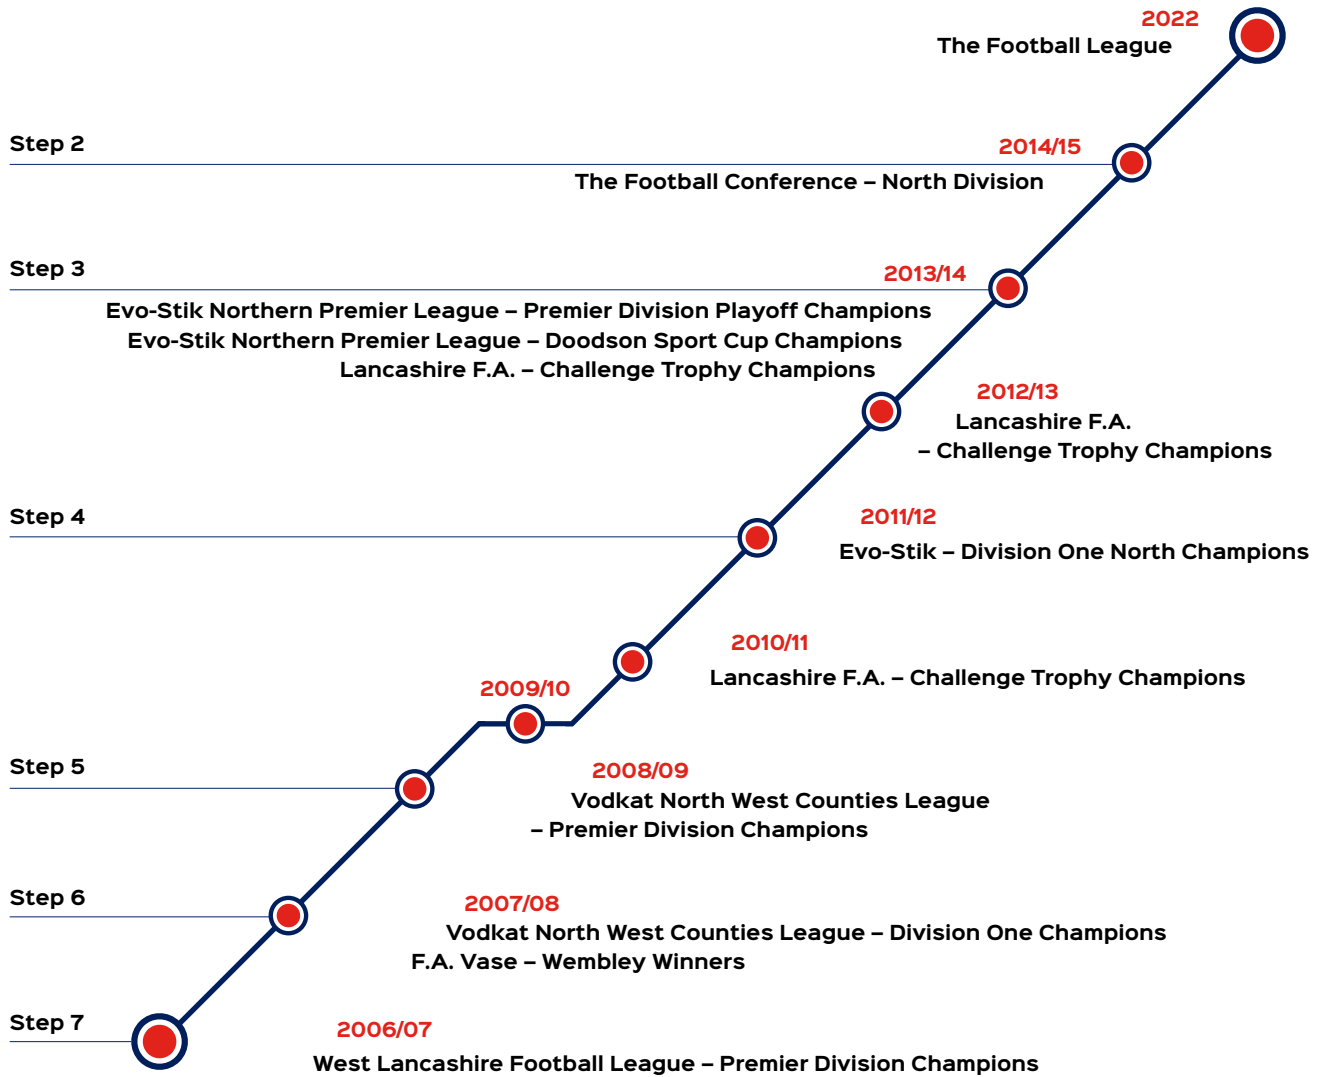 2022
The Football League
Step 2
2014/15
The Football Conference – North Division
Step 3
2013/14
Evo-Stik Northern Premier League – Premier Division Playoff Champions
Evo-Stik Northern Premier League – Doodson Sport Cup Champions
Lancashire F.A. – Challenge Trophy Champions
2012/13
Lancashire F.A.
– Challenge Trophy Champions
Step 4
2011/12
Evo-Stik – Division One North Champions
2010/11
Lancashire F.A. – Challenge Trophy Champions
2009/10
Step 5
2008/09
Vodkat North West Counties League
– Premier Division Champions
Step 6
2007/08
Vodkat North West Counties League – Division One Champions
F.A. Vase – Wembley Winners
Step 7
2006/07
West Lancashire Football League – Premier Division Champions